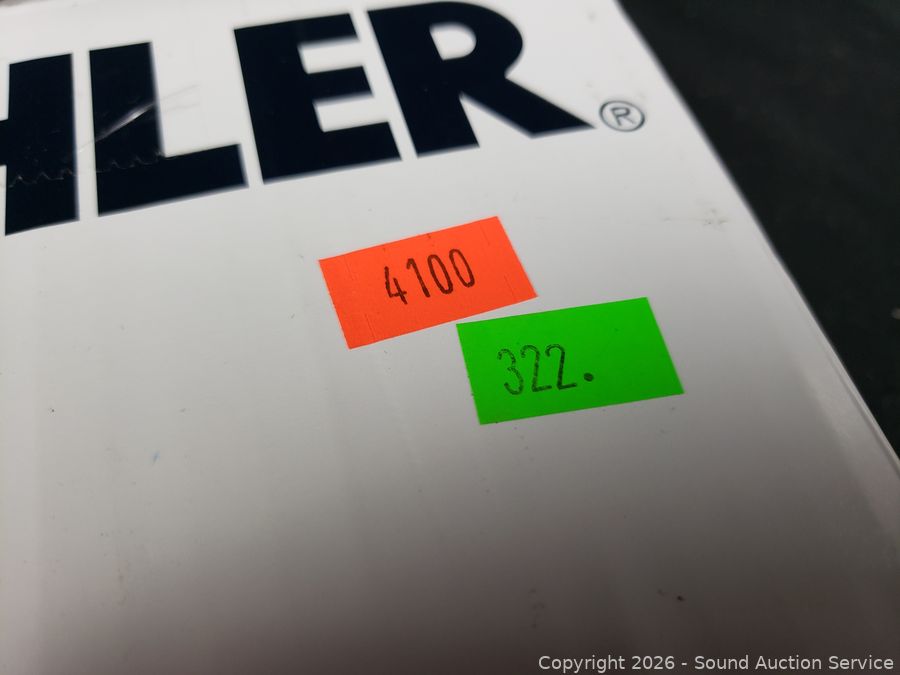 HLER®
4100
322.
Copyright 2026 - Sound Auction Service